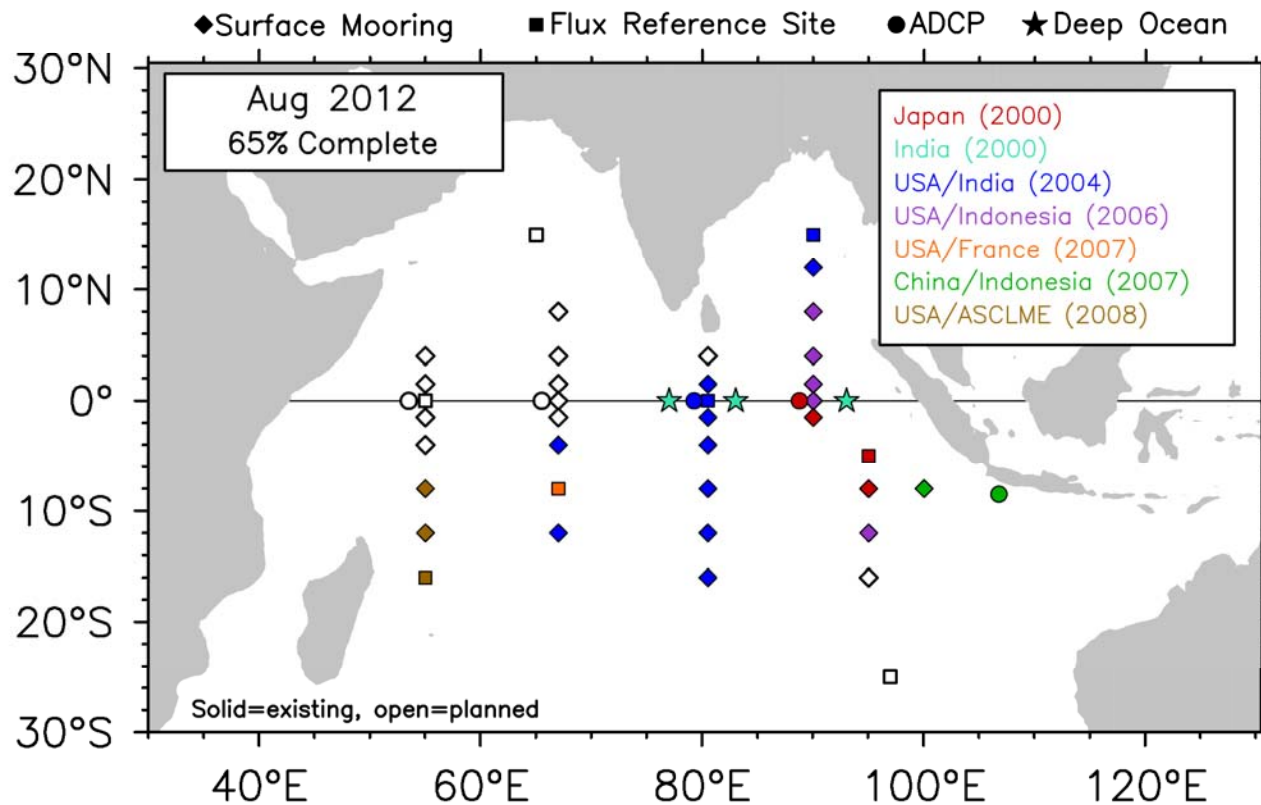 Surface Mooring Flux Reference Site ADCP Deep Ocean
30°N
20°N
10°N
0°
10°S
20°S
30°S
Aug 2012
65% Complete
Japan (2000)
India (2000)
USA/India (2004)
USA/Indonesia (2006)
USA/France (2007)
China/Indonesia (2007)
USA/ASCLME (2008)
Solid=existing, open=planned
40°E 60°E 80°E 100°E 120°E